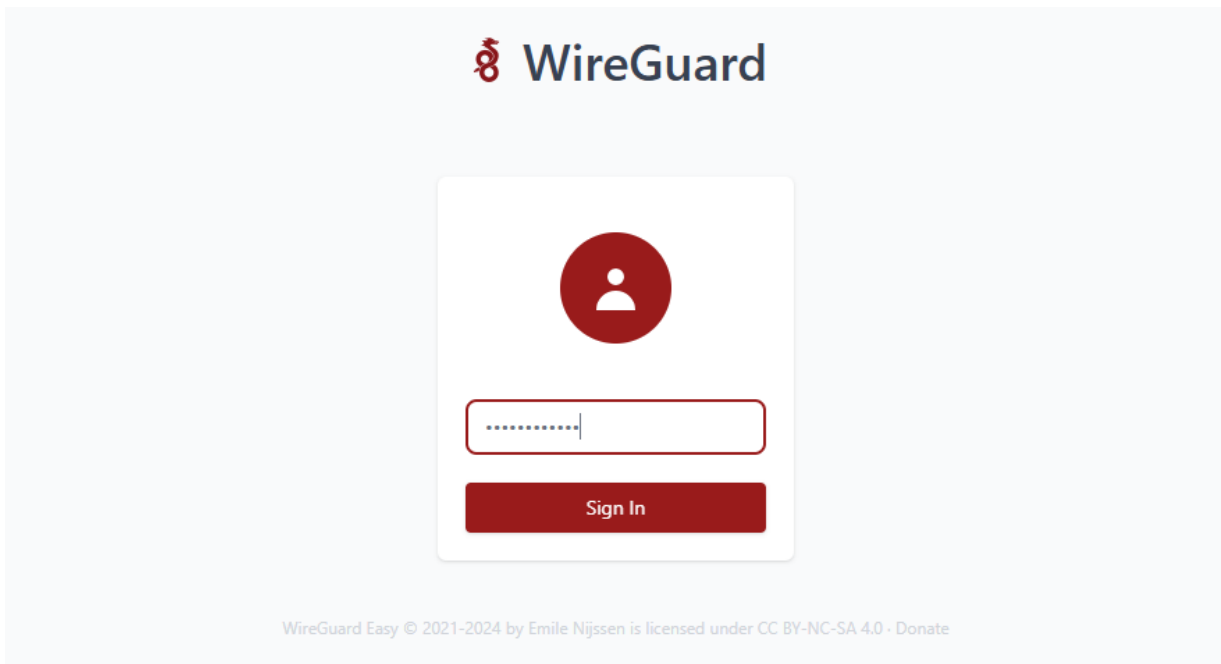 WireGuard
••••••••••••
Sign In
WireGuard Easy © 2021-2024 by Emile Nijssen is licensed under CC BY-NC-SA 4.0 · Donate